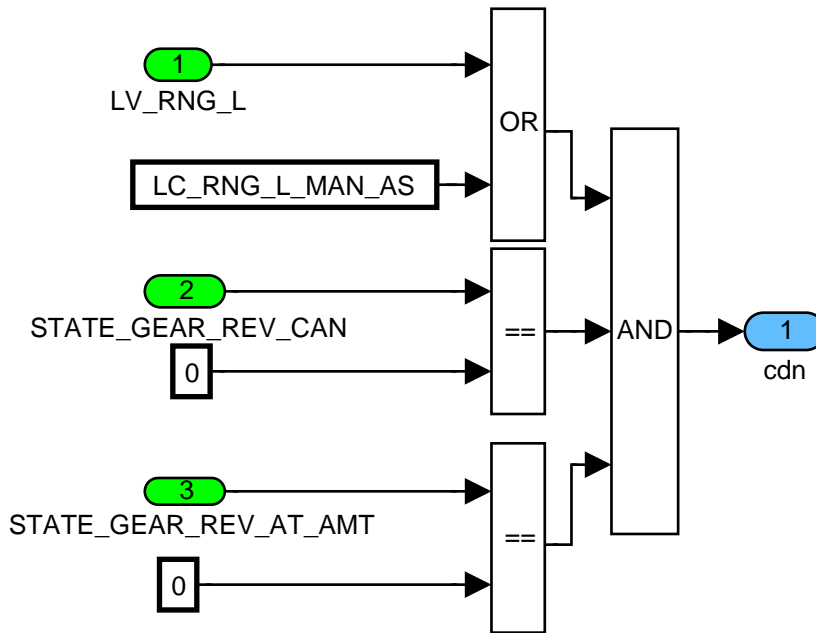 1
LV_RNG_L
OR
LC_RNG_L_MAN_AS
2
STATE_GEAR_REV_CAN
0
==
AND
1
cdn
3
STATE_GEAR_REV_AT_AMT
0
==